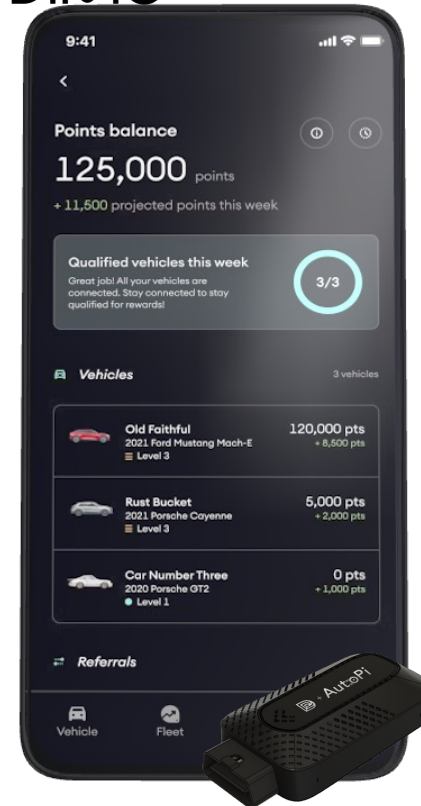 9:41
Points balance
125,000 points
+ 11,500 projected points this week
Qualified vehicles this week
Great job! All your vehicles are
connected. Stay connected to stay
qualified for rewards!
3/3
Vehicles
3 vehicles
Old Faithful
2021 Ford Mustang Mach-E
Level 3
120,000 pts
+ 8,500 pts
Rust Bucket
2021 Porsche Cayenne
Level 3
5,000 pts
+ 2,000 pts
Car Number Three
2020 Porsche GT2
Level 1
0 pts
+ 1,000 pts
Referrals
Vehicle
Fleet
AutoPi